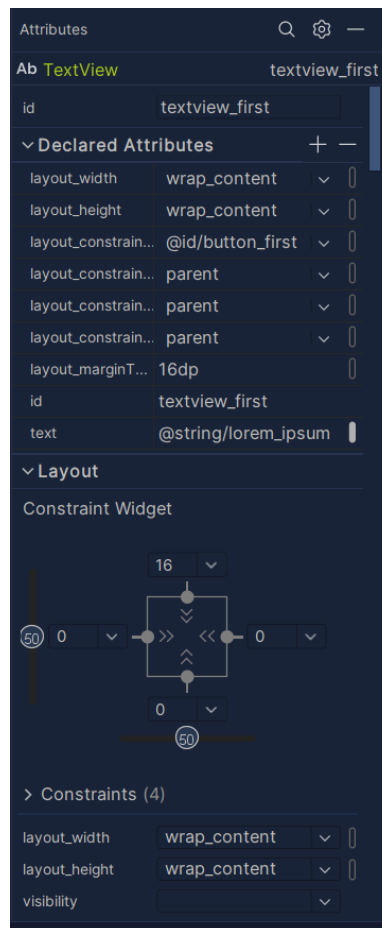 Attributes
Ab TextView textview_first
id textview_first
Declared Attributes
layout_width wrap_content
layout_height wrap_content
layout_constrain... @id/button_first
layout_constrain... parent
layout_constrain... parent
layout_constrain... parent
layout_marginT... 16dp
id textview_first
text @string/lorem_ipsum
Layout
Constraint Widget
16
50 0 0
0
50
Constraints (4)
layout_width wrap_content
layout_height wrap_content
visibility